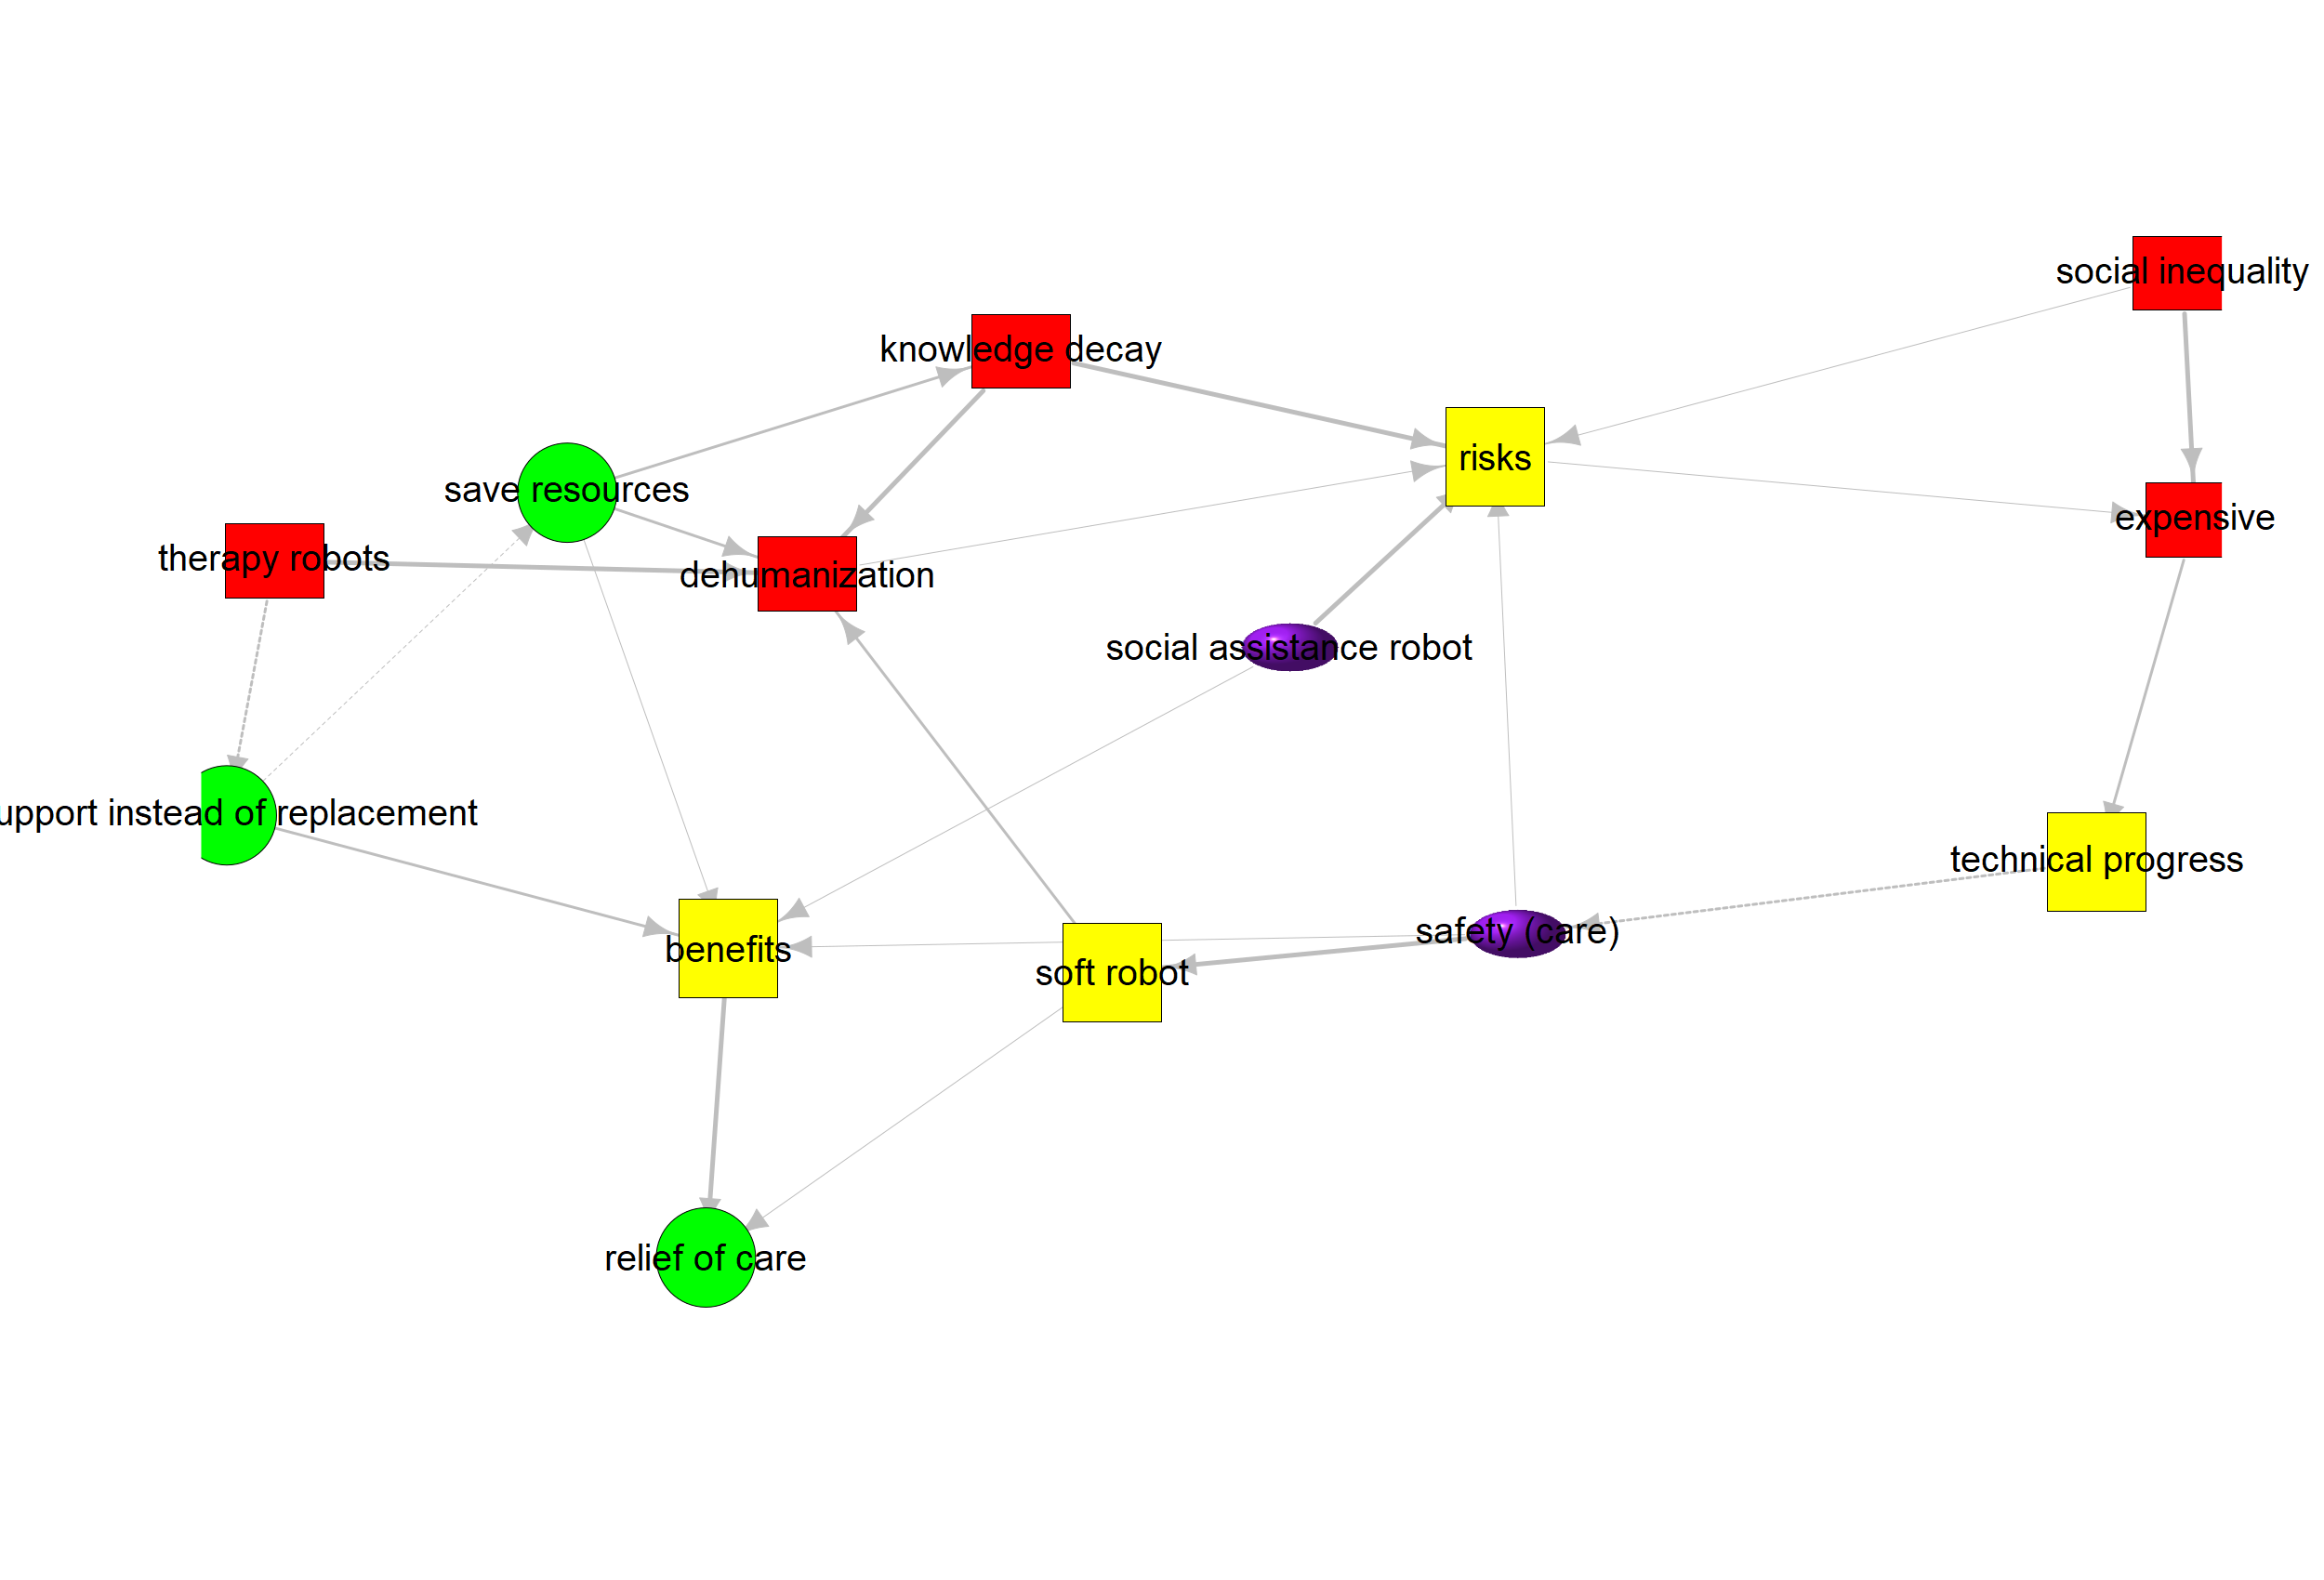 social inequality
knowledge decay
risks
save resources
expensive
therapy robots
dehumanization
social assistance robot
upport instead of replacement
technical progress
safety (care)
benefits
soft robot
relief of care